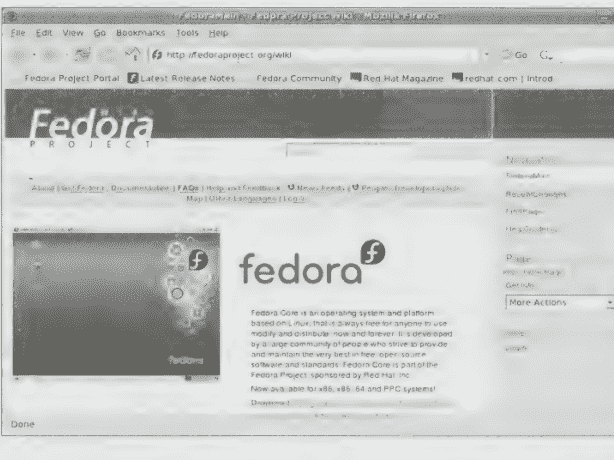 FedoraMain - Fedora Project Wiki - Mozilla Firefox
File Edit View Go Bookmarks Tools Help
http://fedoraproject.org/wiki Go
Fedora Project Portal Latest Release Notes Fedora Community Red Hat Magazine redhat.com | Introd
Fedora
PROJECT
About | Get Fedora | Documentation | FAQs | Help and Feedback | News Feeds | People
Map | Other Languages | Login
RecentChanges
FindPage
More Actions
fedora
Fedora Core is an operating system and platform
based on Linux, that is always free for anyone to use
modify and distribute, now and forever. It is developed
by a large community of people who strive to provide
and maintain the very best in free, open source
software and standards. Fedora Core is part of the
Fedora Project, sponsored by Red Hat, Inc.
Now available for x86, x86_64 and PPC systems!
Download
Done